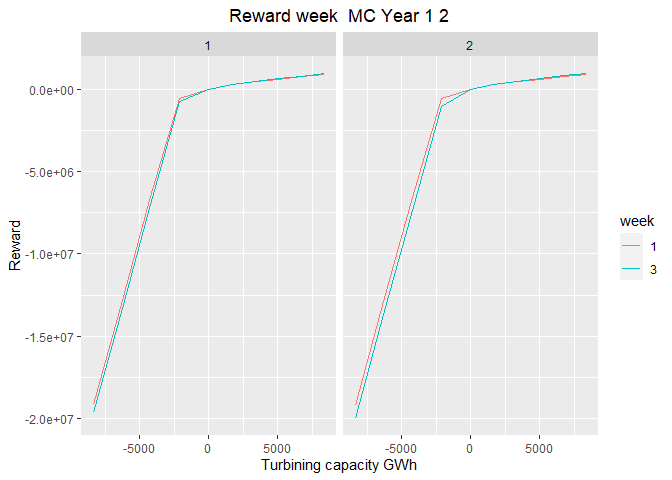 Reward week  MC Year 1 2
1
2
0.0e+00
-5.0e+06
-1.0e+07
-1.5e+07
-2.0e+07
Reward
-5000
0
5000
-5000
0
5000
Turbining capacity GWh
week
1
3